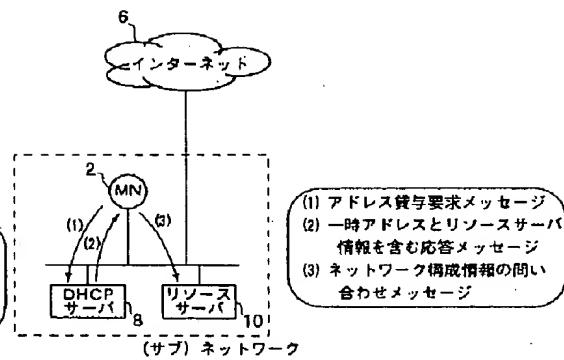 6
インターネット
2
MN
(1)
(2)
(3)
DHCP
サーバ
8
リソース
サーバ
10
(サブ) ネットワーク
(1) アドレス貸与要求メッセージ
(2) 一時アドレスとリソースサーバ
情報を含む応答メッセージ
(3) ネットワーク構成情報の問い
合わせメッセージ